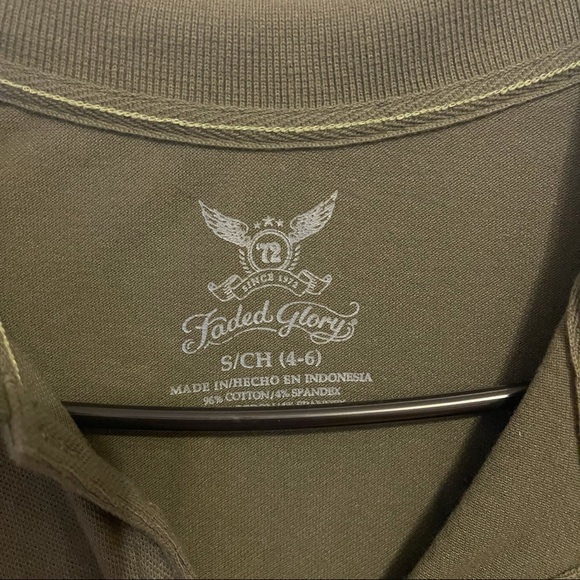 '72
SINCE 1972
Faded Glory®
S/CH (4-6)
MADE IN/HECHO EN INDONESIA
96% COTTON/4% SPANDEX